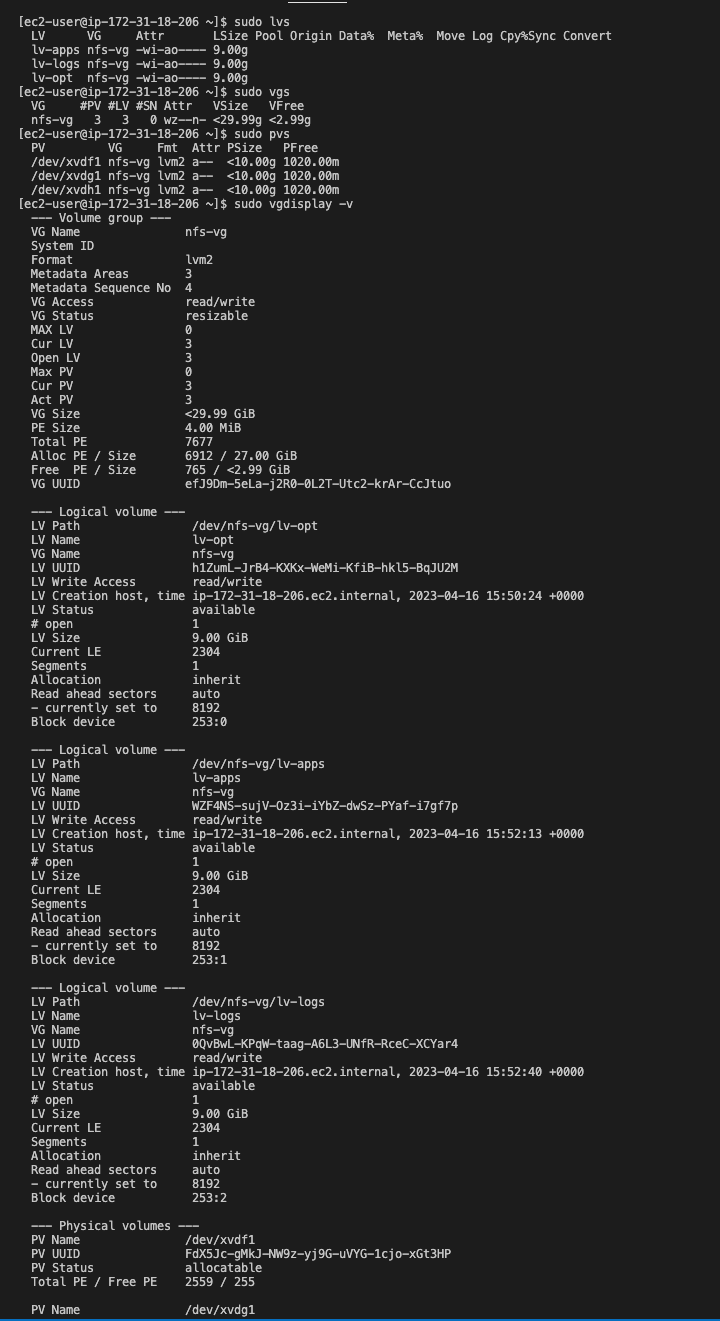 [ec2-user@ip-172-31-18-206 ~]$ sudo lvs
  LV      VG     Attr       LSize Pool Origin Data%  Meta%  Move Log Cpy%Sync Convert
  lv-apps nfs-vg -wi-ao---- 9.00g
  lv-logs nfs-vg -wi-ao---- 9.00g
  lv-opt  nfs-vg -wi-ao---- 9.00g
[ec2-user@ip-172-31-18-206 ~]$ sudo vgs
  VG     #PV #LV #SN Attr   VSize   VFree
  nfs-vg   3   3   0 wz--n- <29.99g <2.99g
[ec2-user@ip-172-31-18-206 ~]$ sudo pvs
  PV         VG     Fmt  Attr PSize   PFree
  /dev/xvdf1 nfs-vg lvm2 a--  <10.00g 1020.00m
  /dev/xvdg1 nfs-vg lvm2 a--  <10.00g 1020.00m
  /dev/xvdh1 nfs-vg lvm2 a--  <10.00g 1020.00m
[ec2-user@ip-172-31-18-206 ~]$ sudo vgdisplay -v
  --- Volume group ---
  VG Name               nfs-vg
  System ID
  Format                lvm2
  Metadata Areas        3
  Metadata Sequence No  4
  VG Access             read/write
  VG Status             resizable
  MAX LV                0
  Cur LV                3
  Open LV               3
  Max PV                0
  Cur PV                3
  Act PV                3
  VG Size               <29.99 GiB
  PE Size               4.00 MiB
  Total PE              7677
  Alloc PE / Size       6912 / 27.00 GiB
  Free  PE / Size       765 / <2.99 GiB
  VG UUID               efJ9Dm-5eLa-j2R0-0L2T-Utc2-krAr-CcJtuo

  --- Logical volume ---
  LV Path                /dev/nfs-vg/lv-opt
  LV Name                lv-opt
  VG Name                nfs-vg
  LV UUID                h1ZumL-JrB4-KXKx-WeMi-KfiB-hkl5-BqJU2M
  LV Write Access        read/write
  LV Creation host, time ip-172-31-18-206.ec2.internal, 2023-04-16 15:50:24 +0000
  LV Status              available
  # open                 1
  LV Size                9.00 GiB
  Current LE             2304
  Segments               1
  Allocation             inherit
  Read ahead sectors     auto
  - currently set to     8192
  Block device           253:0

  --- Logical volume ---
  LV Path                /dev/nfs-vg/lv-apps
  LV Name                lv-apps
  VG Name                nfs-vg
  LV UUID                WZF4NS-sujV-Oz3i-iYbZ-dwSz-PYaf-i7gf7p
  LV Write Access        read/write
  LV Creation host, time ip-172-31-18-206.ec2.internal, 2023-04-16 15:52:13 +0000
  LV Status              available
  # open                 1
  LV Size                9.00 GiB
  Current LE             2304
  Segments               1
  Allocation             inherit
  Read ahead sectors     auto
  - currently set to     8192
  Block device           253:1

  --- Logical volume ---
  LV Path                /dev/nfs-vg/lv-logs
  LV Name                lv-logs
  VG Name                nfs-vg
  LV UUID                0QvBwL-KPqW-taag-A6L3-UNfR-RceC-XCYar4
  LV Write Access        read/write
  LV Creation host, time ip-172-31-18-206.ec2.internal, 2023-04-16 15:52:40 +0000
  LV Status              available
  # open                 1
  LV Size                9.00 GiB
  Current LE             2304
  Segments               1
  Allocation             inherit
  Read ahead sectors     auto
  - currently set to     8192
  Block device           253:2

  --- Physical volumes ---
  PV Name               /dev/xvdf1
  PV UUID               FdX5Jc-gMkJ-NW9z-yj9G-uVYG-1cjo-xGt3HP
  PV Status             allocatable
  Total PE / Free PE    2559 / 255

  PV Name               /dev/xvdg1